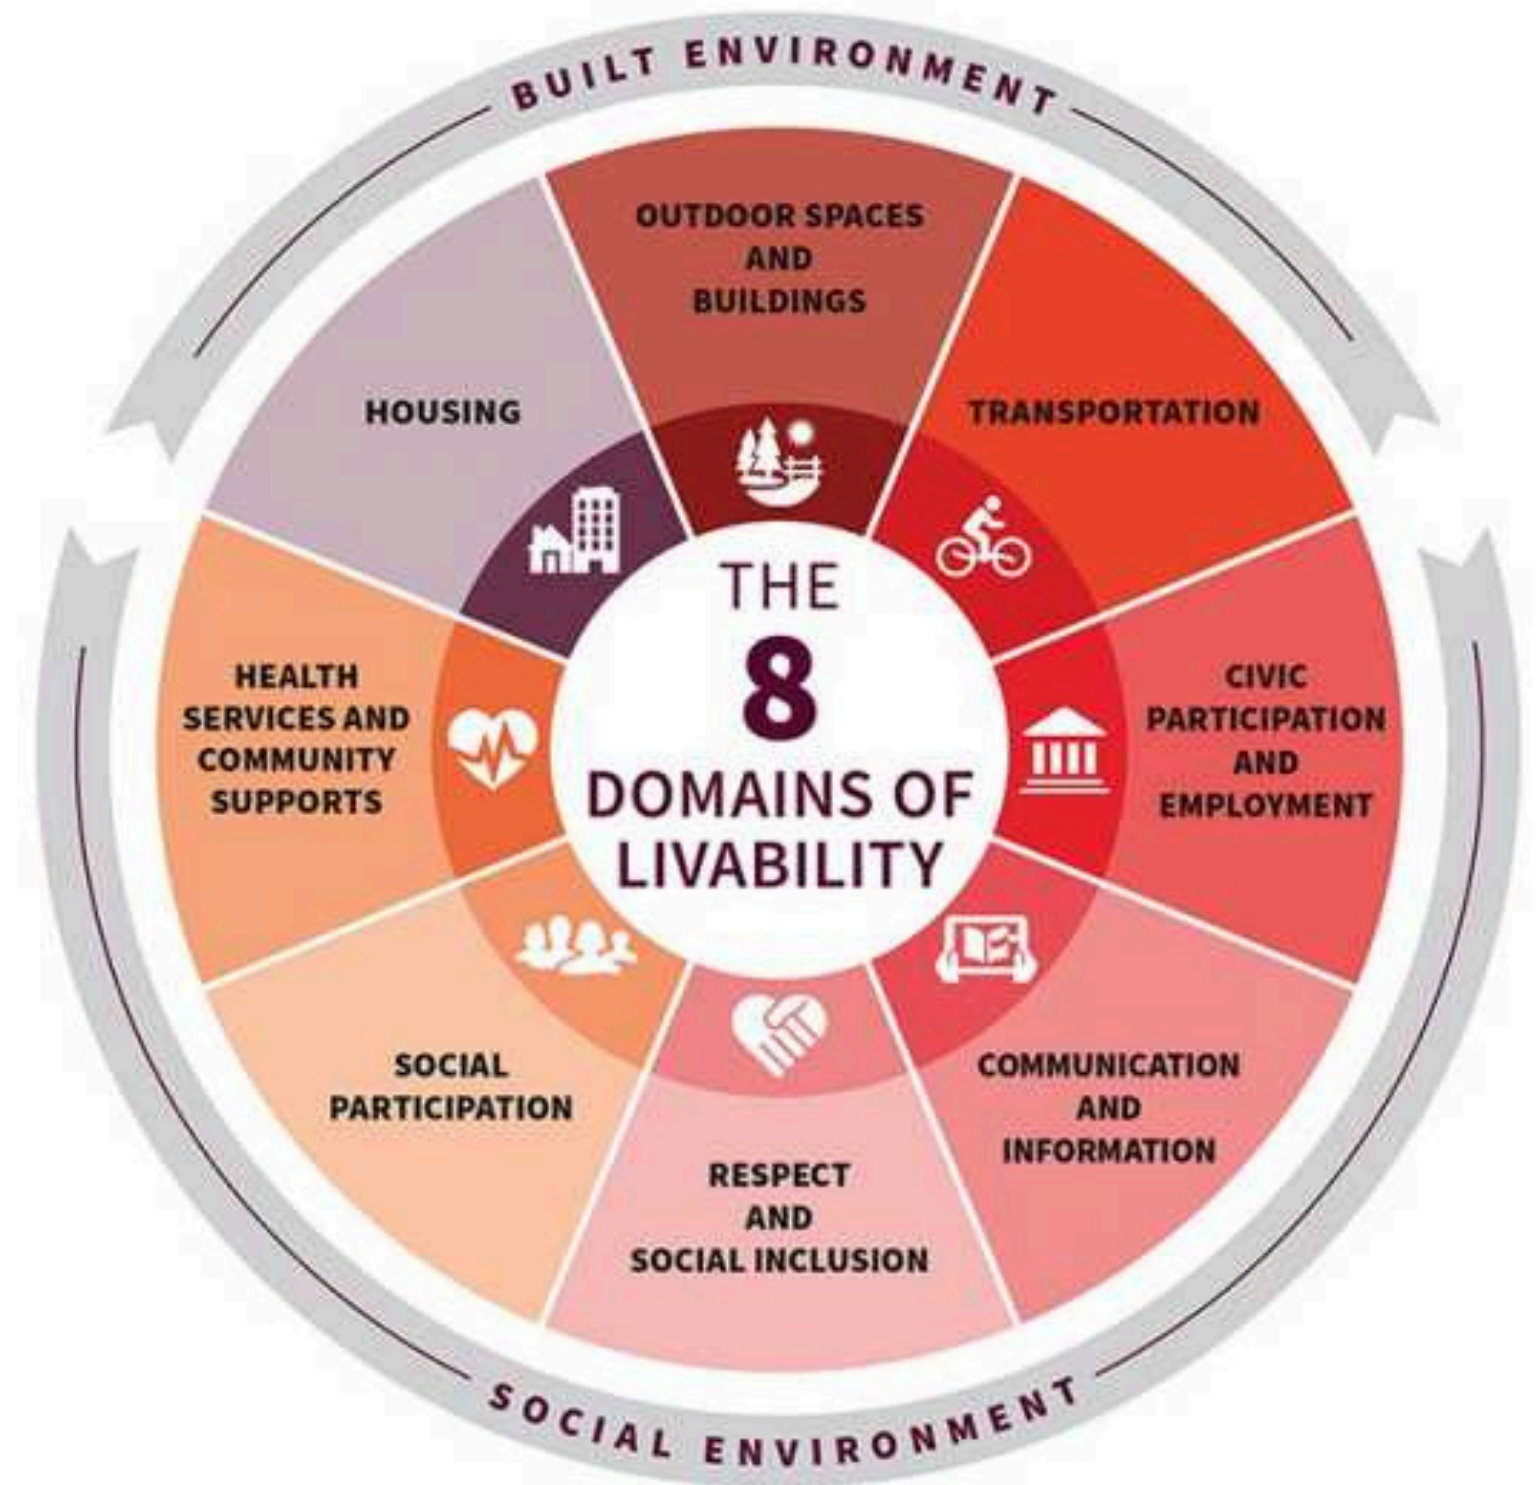 BUILT ENVIRONMENT
OUTDOOR SPACES
AND
BUILDINGS
TRANSPORTATION
CIVIC
PARTICIPATION
AND
EMPLOYMENT
COMMUNICATION
AND
INFORMATION
RESPECT
AND
SOCIAL INCLUSION
SOCIAL
PARTICIPATION
HEALTH
SERVICES AND
COMMUNITY
SUPPORTS
HOUSING
THE
8
DOMAINS OF
LIVABILITY
SOCIAL ENVIRONMENT